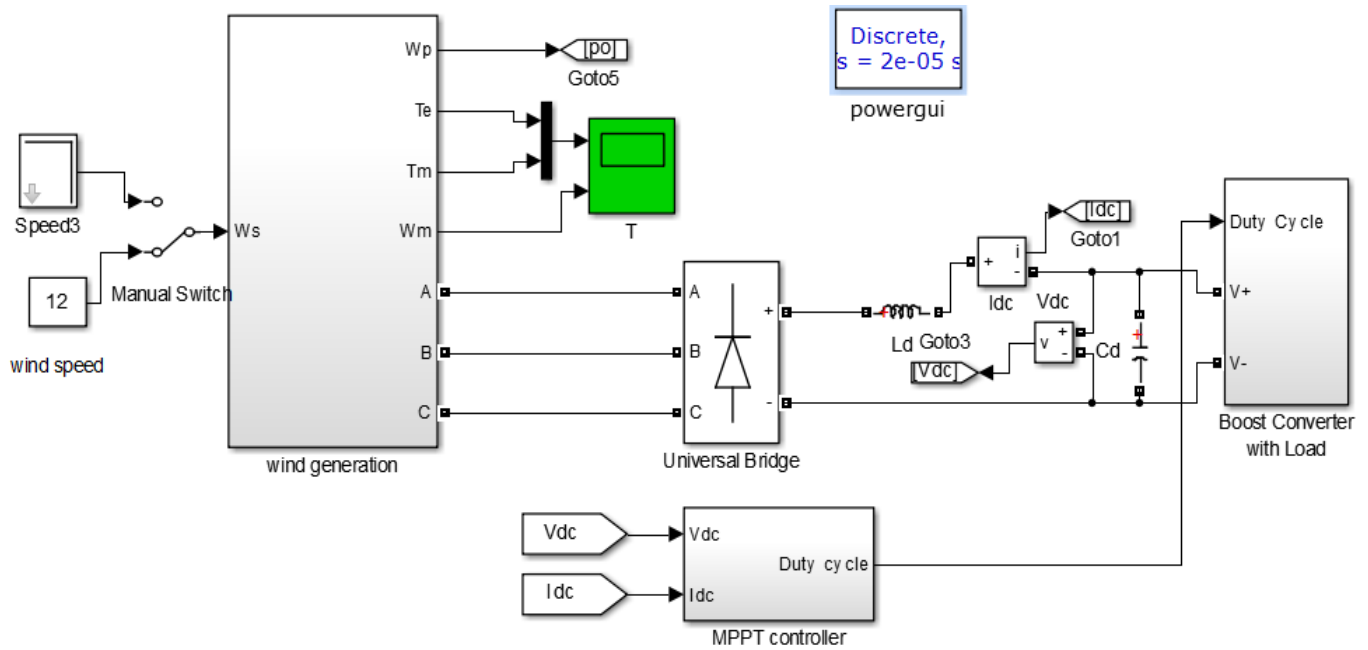 Discrete,
s = 2e-05 s
powergui
Wp
[po]
Goto5
Te
Tm
Wm
T
Speed3
Ws
Manual Switch
12
wind speed
A
B
C
wind generation
A
B
C
+
-
Universal Bridge
Ld
+
i
-
Idc
[Idc]
Goto1
Vdc
v
+
-
Goto3
[Vdc]
+
Cd
Duty Cycle
V+
V-
Boost Converter
with Load
Vdc
Idc
Vdc
Idc
Duty cycle
MPPT controller